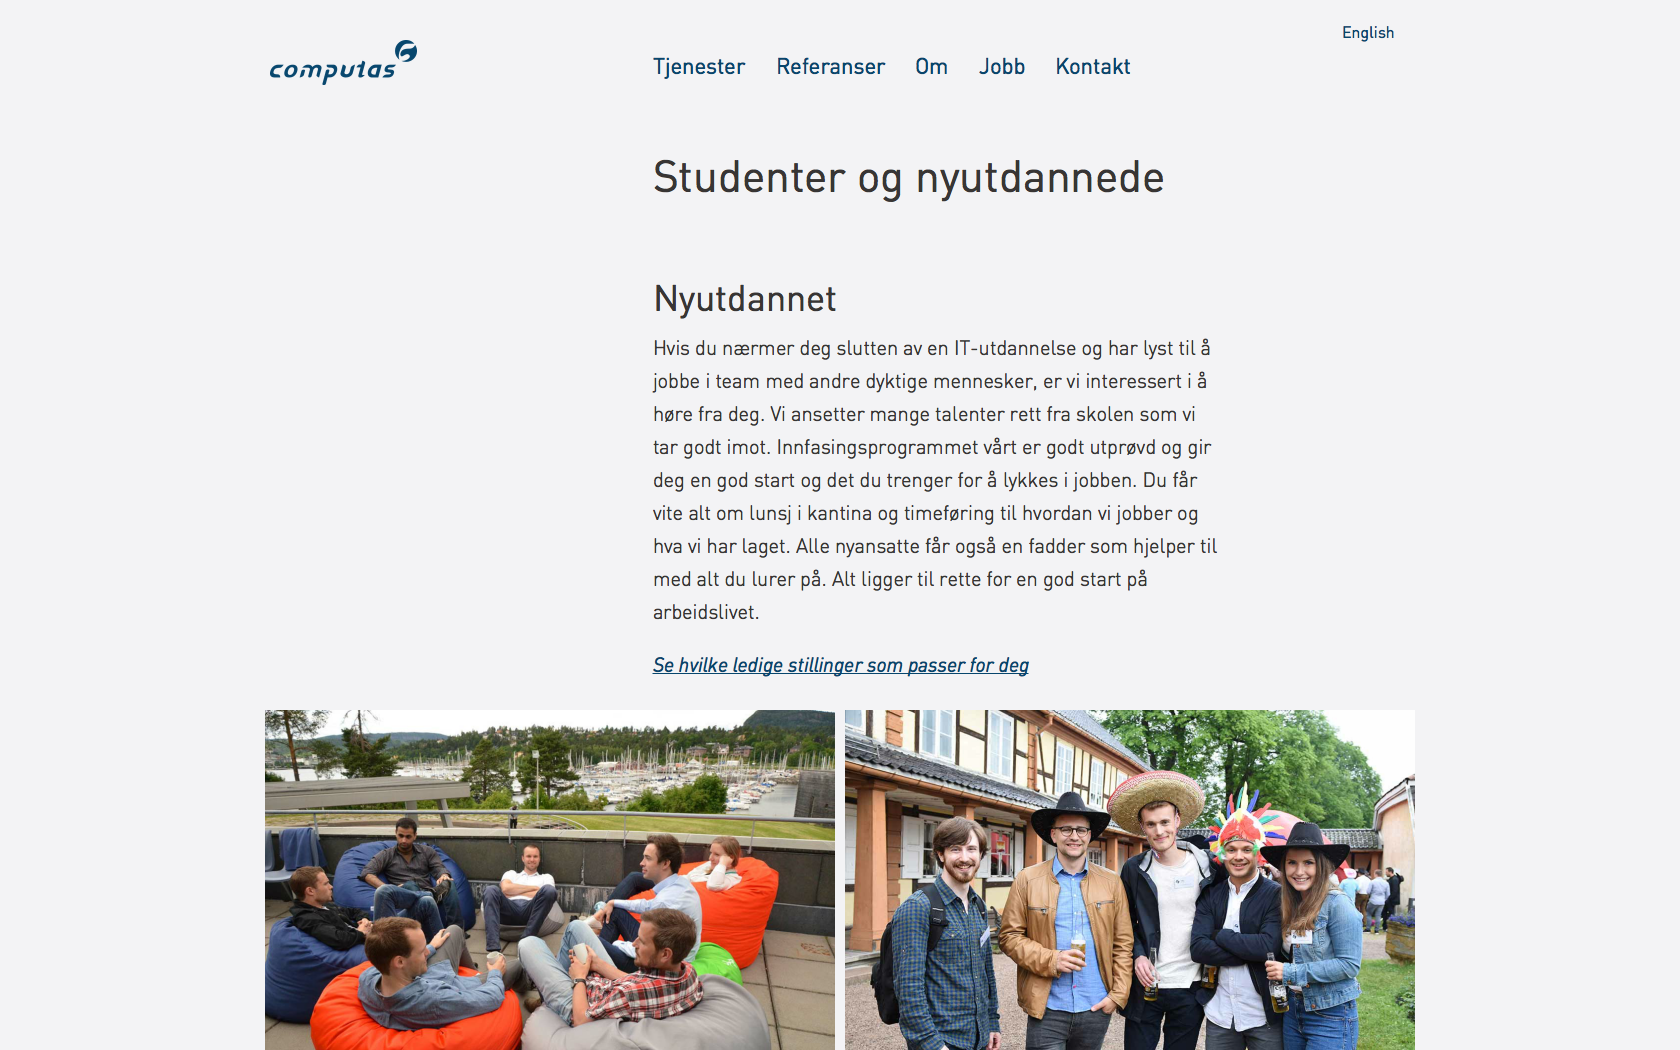 English
computas
Tjenester Referanser Om Jobb Kontakt
Studenter og nyutdannede
Nyutdannet
Hvis du nærmer deg slutten av en IT-utdannelse og har lyst til å
jobbe i team med andre dyktige mennesker, er vi interessert i å
høre fra deg. Vi ansetter mange talenter rett fra skolen som vi
tar godt imot. Innfasingsprogrammet vårt er godt utprøvd og gir
deg en god start og det du trenger for å lykkes i jobben. Du får
vite alt om lunsj i kantina og timeføring til hvordan vi jobber og
hva vi har laget. Alle nyansatte får også en fadder som hjelper til
med alt du lurer på. Alt ligger til rette for en god start på
arbeidslivet.
Se hvilke ledige stillinger som passer for deg